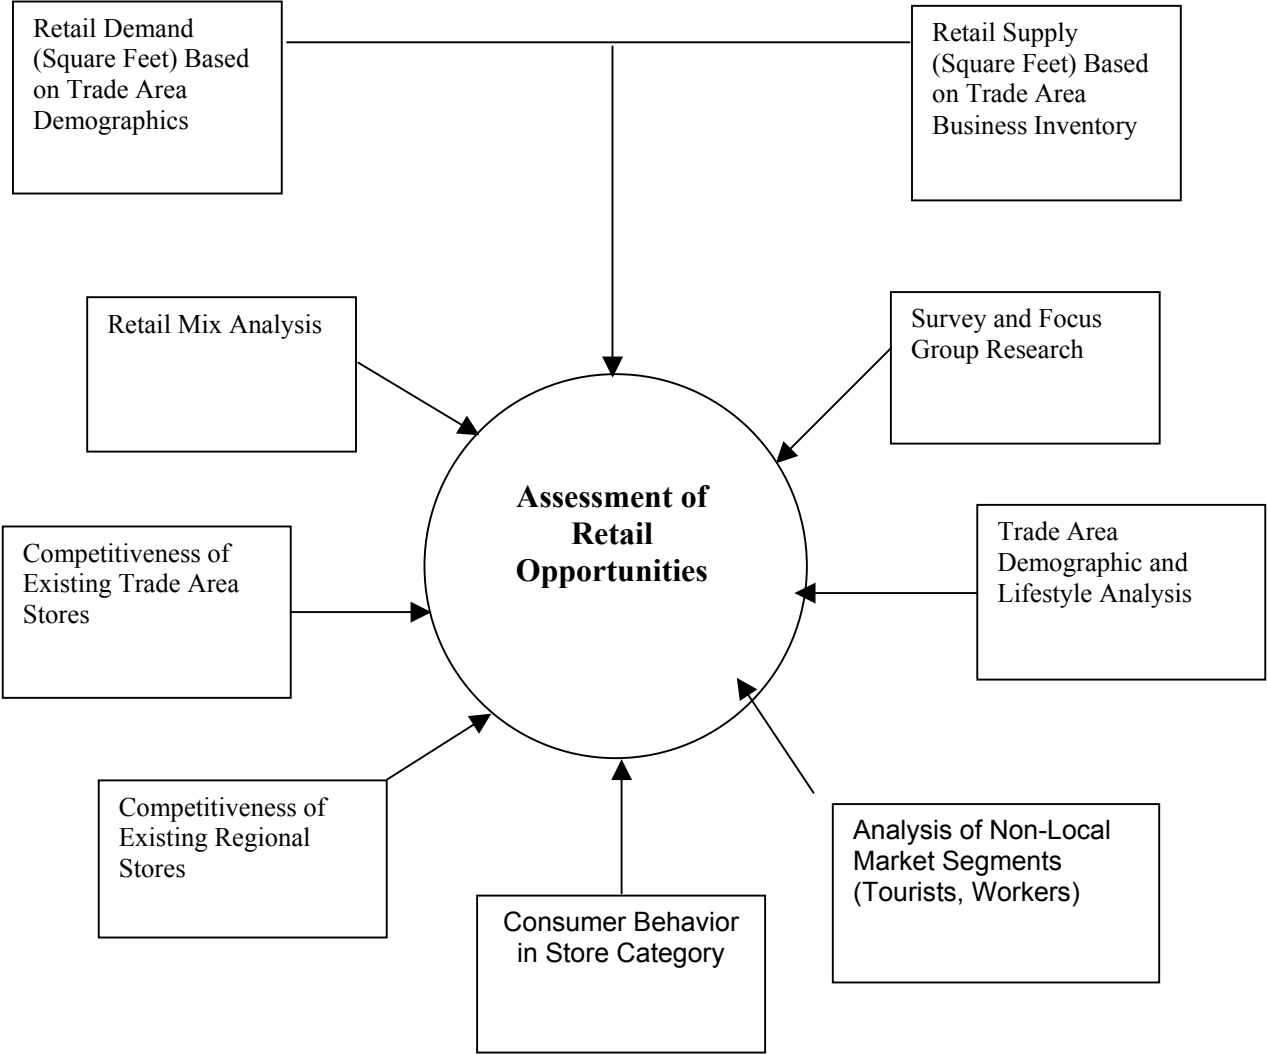 Retail Demand
(Square Feet) Based
on Trade Area
Demographics
Retail Supply
(Square Feet) Based
on Trade Area
Business Inventory
Retail Mix Analysis
Survey and Focus
Group Research
Assessment of
Retail
Opportunities
Competitiveness of
Existing Trade Area
Stores
Trade Area
Demographic and
Lifestyle Analysis
Competitiveness of
Existing Regional
Stores
Consumer Behavior
in Store Category
Analysis of Non-Local
Market Segments
(Tourists, Workers)